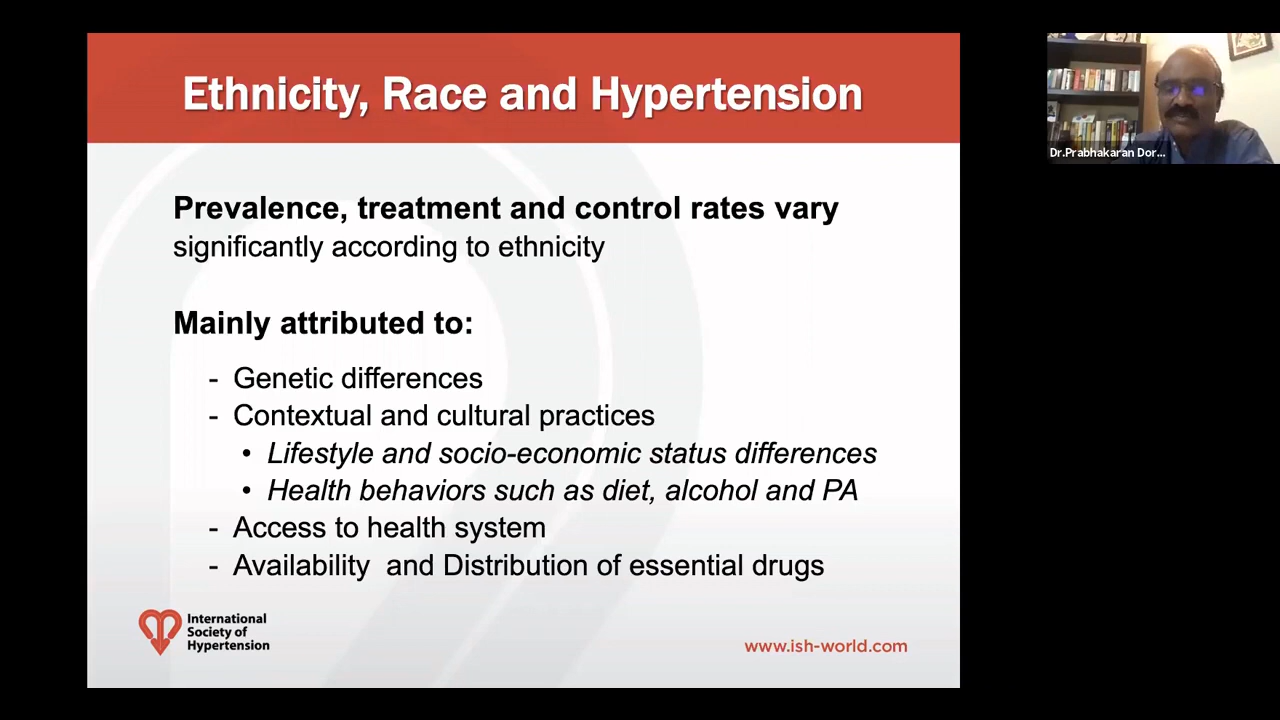 Ethnicity, Race and Hypertension
Prevalence, treatment and control rates vary
significantly according to ethnicity
Mainly attributed to:
- Genetic differences
- Contextual and cultural practices
• Lifestyle and socio-economic status differences
• Health behaviors such as diet, alcohol and PA
- Access to health system
- Availability and Distribution of essential drugs
International
Society of
Hypertension
www.ish-world.com
Dr.Prabhakaran Dor...